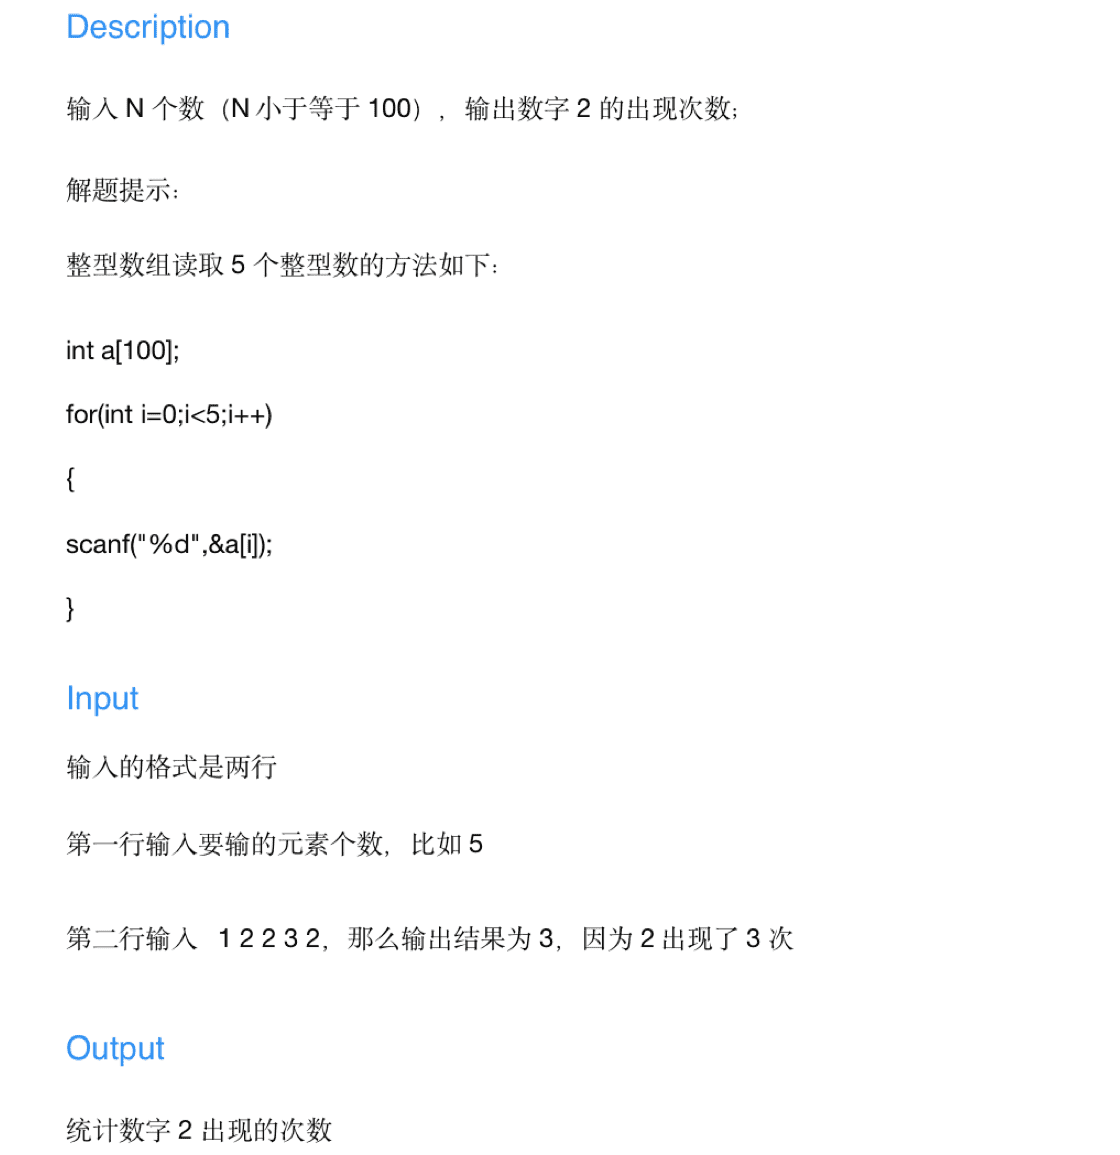 Description
输入 N 个数（N 小于等于 100），输出数字 2 的出现次数；
解题提示：
整型数组读取 5 个整型数的方法如下：
int a[100];
for(int i=0;i<5;i++)
{
scanf("%d",&a[i]);
}
Input
输入的格式是两行
第一行输入要输的元素个数，比如 5
第二行输入   1 2 2 3 2，那么输出结果为 3，因为 2 出现了 3 次
Output
统计数字 2 出现的次数